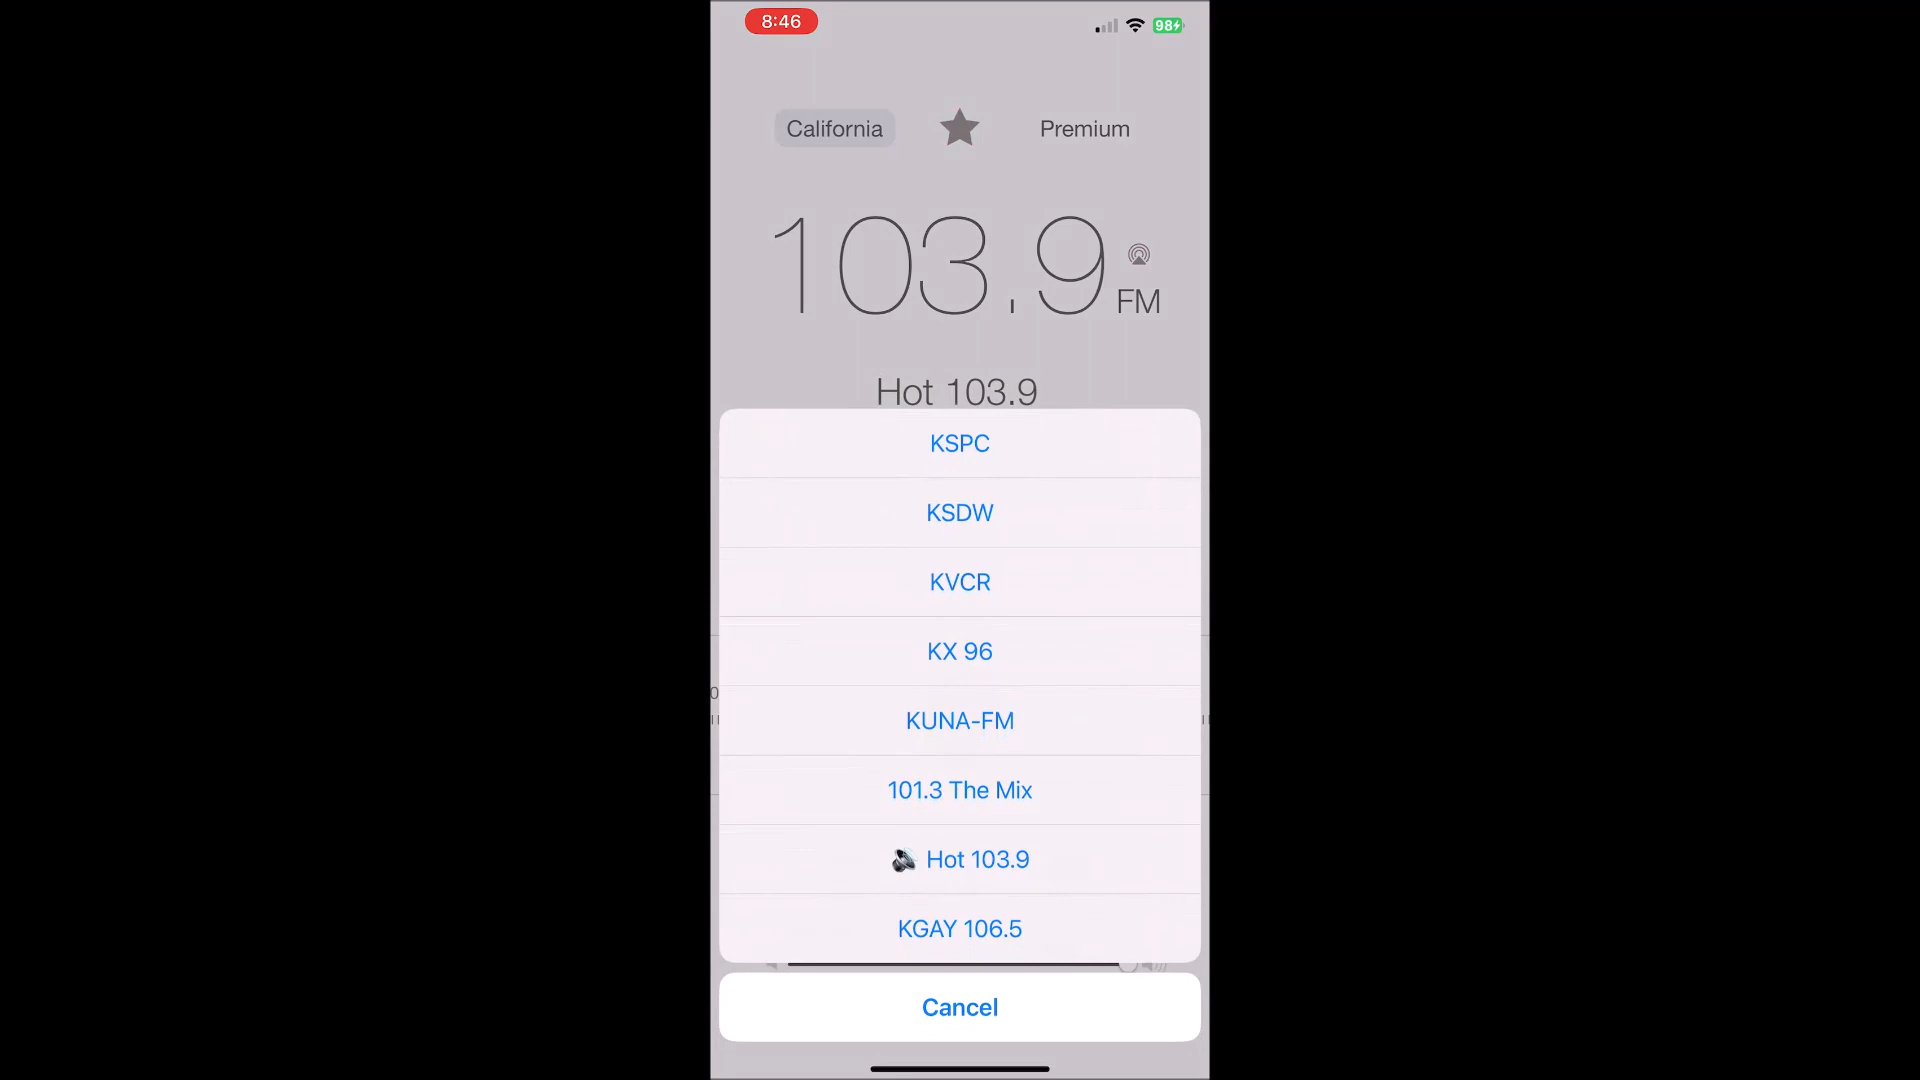 8:46
98
California
Premium
103.9
FM
Hot 103.9
KSPC
KSDW
KVCR
KX 96
0
KUNA-FM
101.3 The Mix
Hot 103.9
KGAY 106.5
Cancel